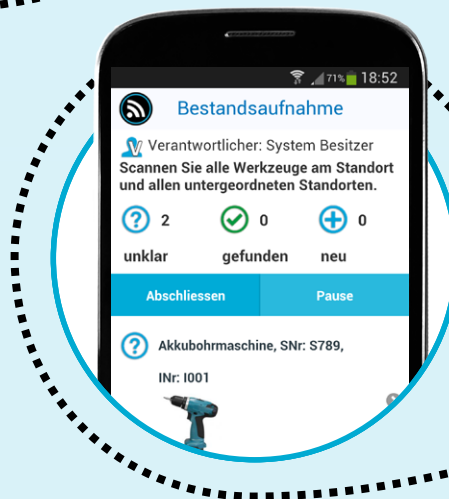 71% 18:52
Bestandsaufnahme
Verantwortlicher: System Besitzer
Scannen Sie alle Werkzeuge am Standort
und allen untergeordneten Standorten.
2 0 0
unklar gefunden neu
Abschliessen Pause
Akkubohrmaschine, SNr: S789,
INr: I001